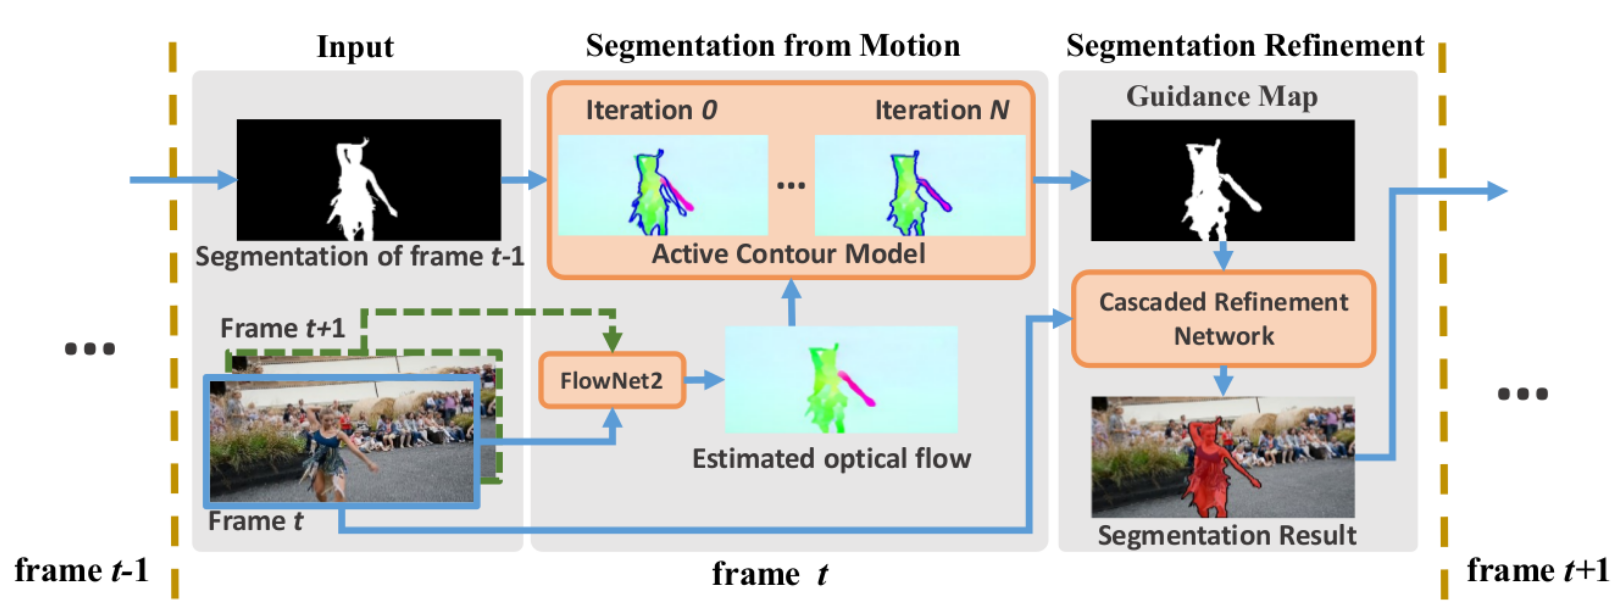 Input
Segmentation from Motion
Segmentation Refinement
Iteration 0
Iteration N
...
Active Contour Model
Guidance Map
Segmentation of frame t-1
Frame t+1
Frame t
FlowNet2
Estimated optical flow
Cascaded Refinement
Network
Segmentation Result
...
...
frame t-1
frame t
frame t+1